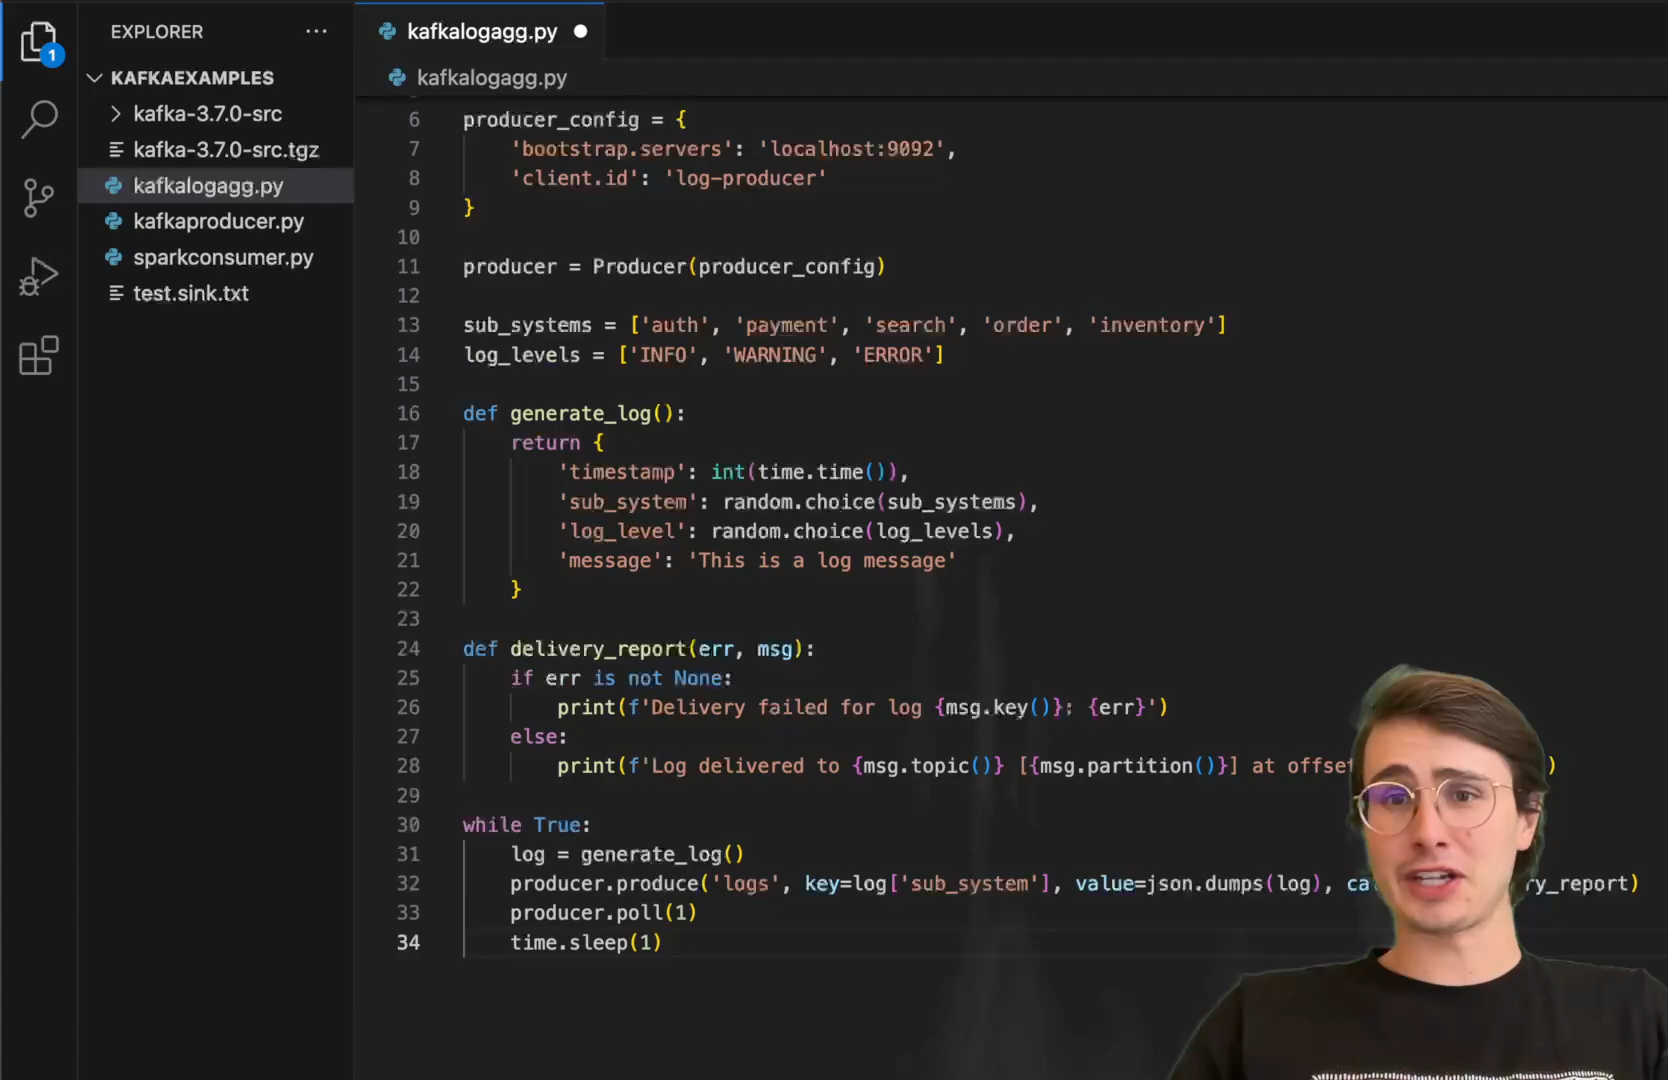 EXPLORER
KAFKAEXAMPLES
kafka-3.7.0-src
kafka-3.7.0-src.tgz
kafkalogagg.py
kafkaproducer.py
sparkconsumer.py
test.sink.txt
1
kafkalogagg.py
kafkalogagg.py
6 producer_config = {
7 'bootstrap.servers': 'localhost:9092',
8 'client.id': 'log-producer'
9 }
10
11 producer = Producer(producer_config)
12
13 sub_systems = ['auth', 'payment', 'search', 'order', 'inventory']
14 log_levels = ['INFO', 'WARNING', 'ERROR']
15
16 def generate_log():
17 return {
18 'timestamp': int(time.time()),
19 'sub_system': random.choice(sub_systems),
20 'log_level': random.choice(log_levels),
21 'message': 'This is a log message'
22 }
23
24 def delivery_report(err, msg):
25 if err is not None:
26 print(f'Delivery failed for log {msg.key()}: {err}')
27 else:
28 print(f'Log delivered to {msg.topic()} [{msg.partition()}] at offset )
29
30 while True:
31 log = generate_log()
32 producer.produce('logs', key=log['sub_system'], value=json.dumps(log), ca ry_report)
33 producer.poll(1)
34 time.sleep(1)